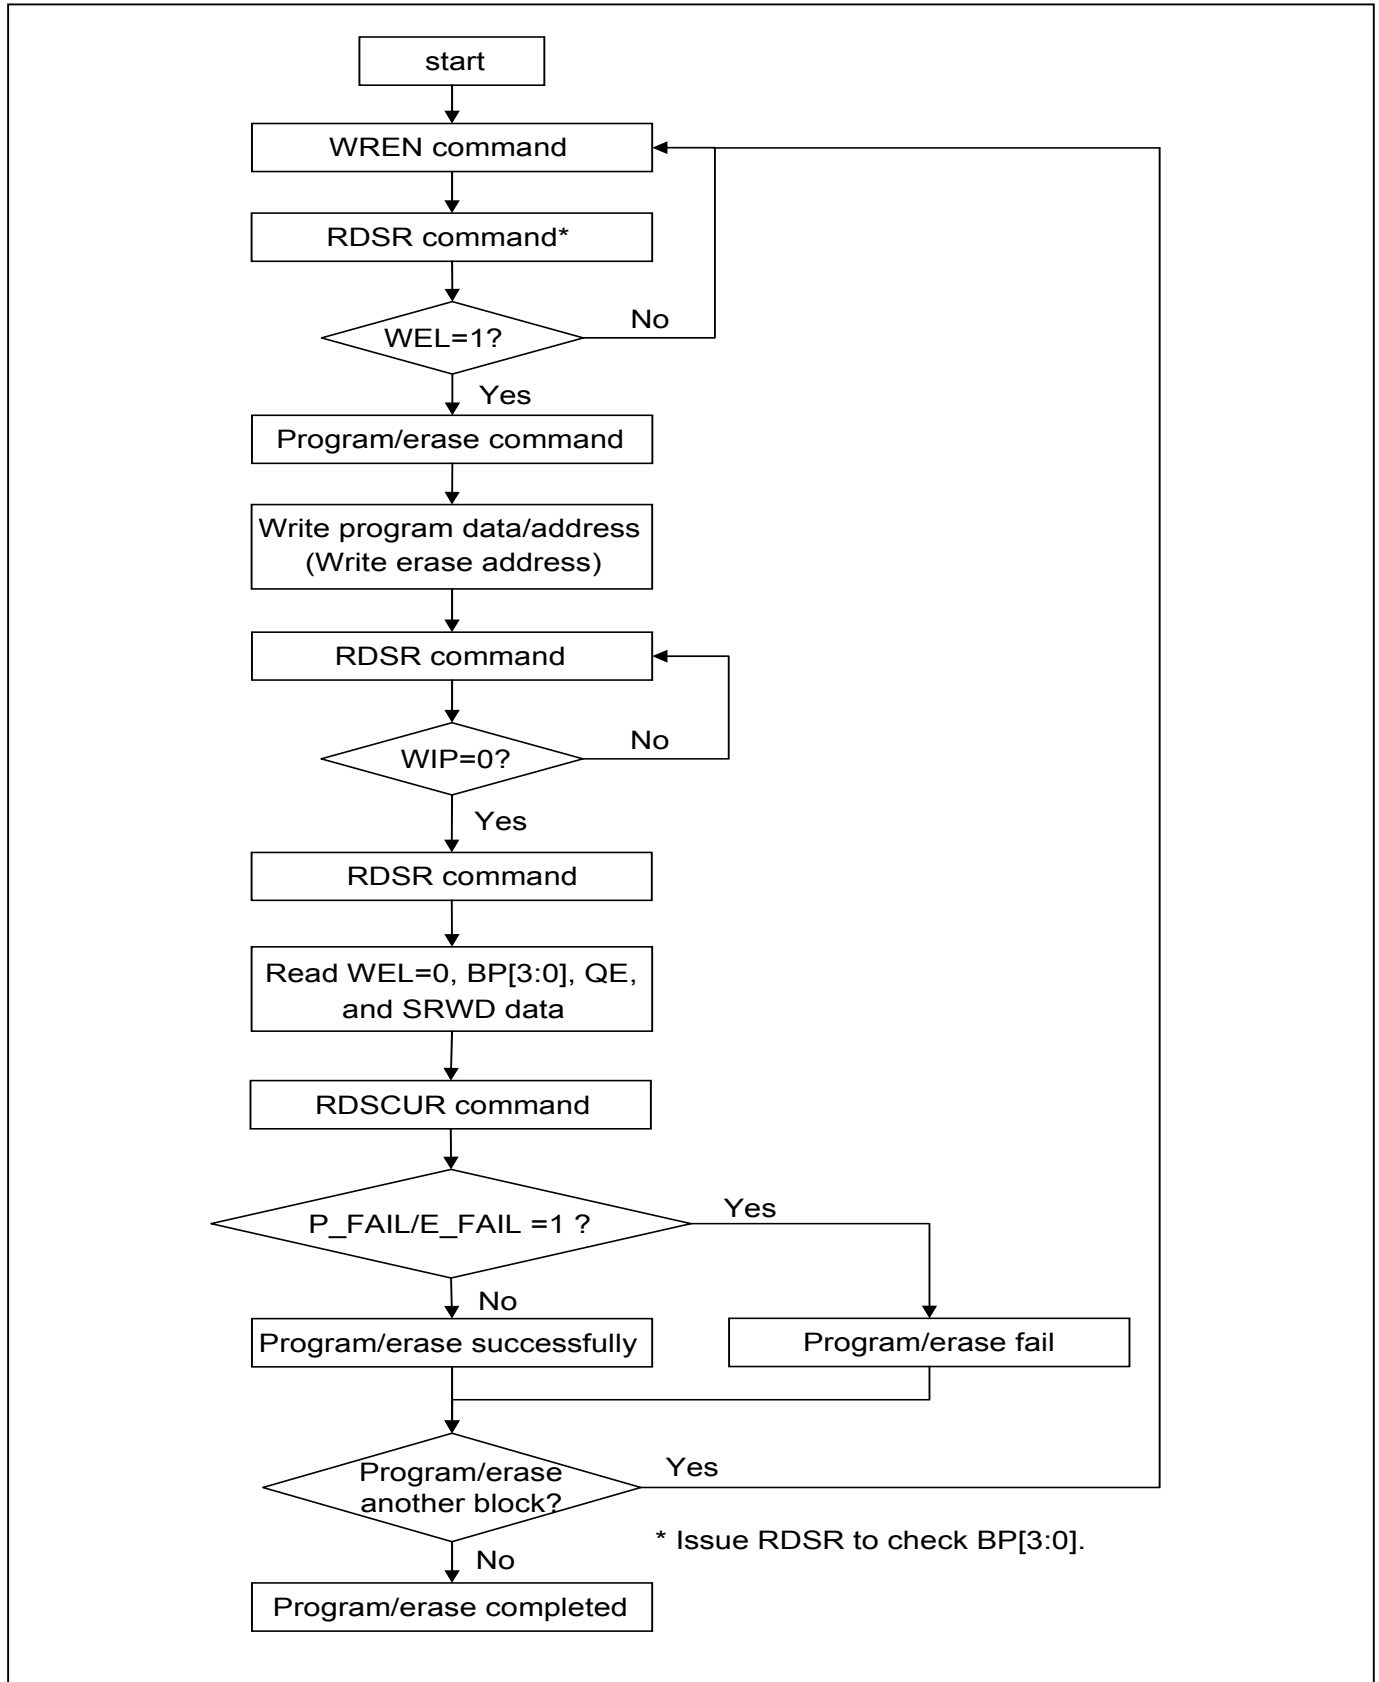 start
WREN command
RDSR command*
WEL=1?
No
Yes
Program/erase command
Write program data/address
(Write erase address)
RDSR command
WIP=0?
No
Yes
RDSR command
Read WEL=0, BP[3:0], QE,
and SRWD data
RDSCUR command
P_FAIL/E_FAIL =1 ?
Yes
No
Program/erase successfully
Program/erase fail
Program/erase
another block?
Yes
* Issue RDSR to check BP[3:0].
No
Program/erase completed